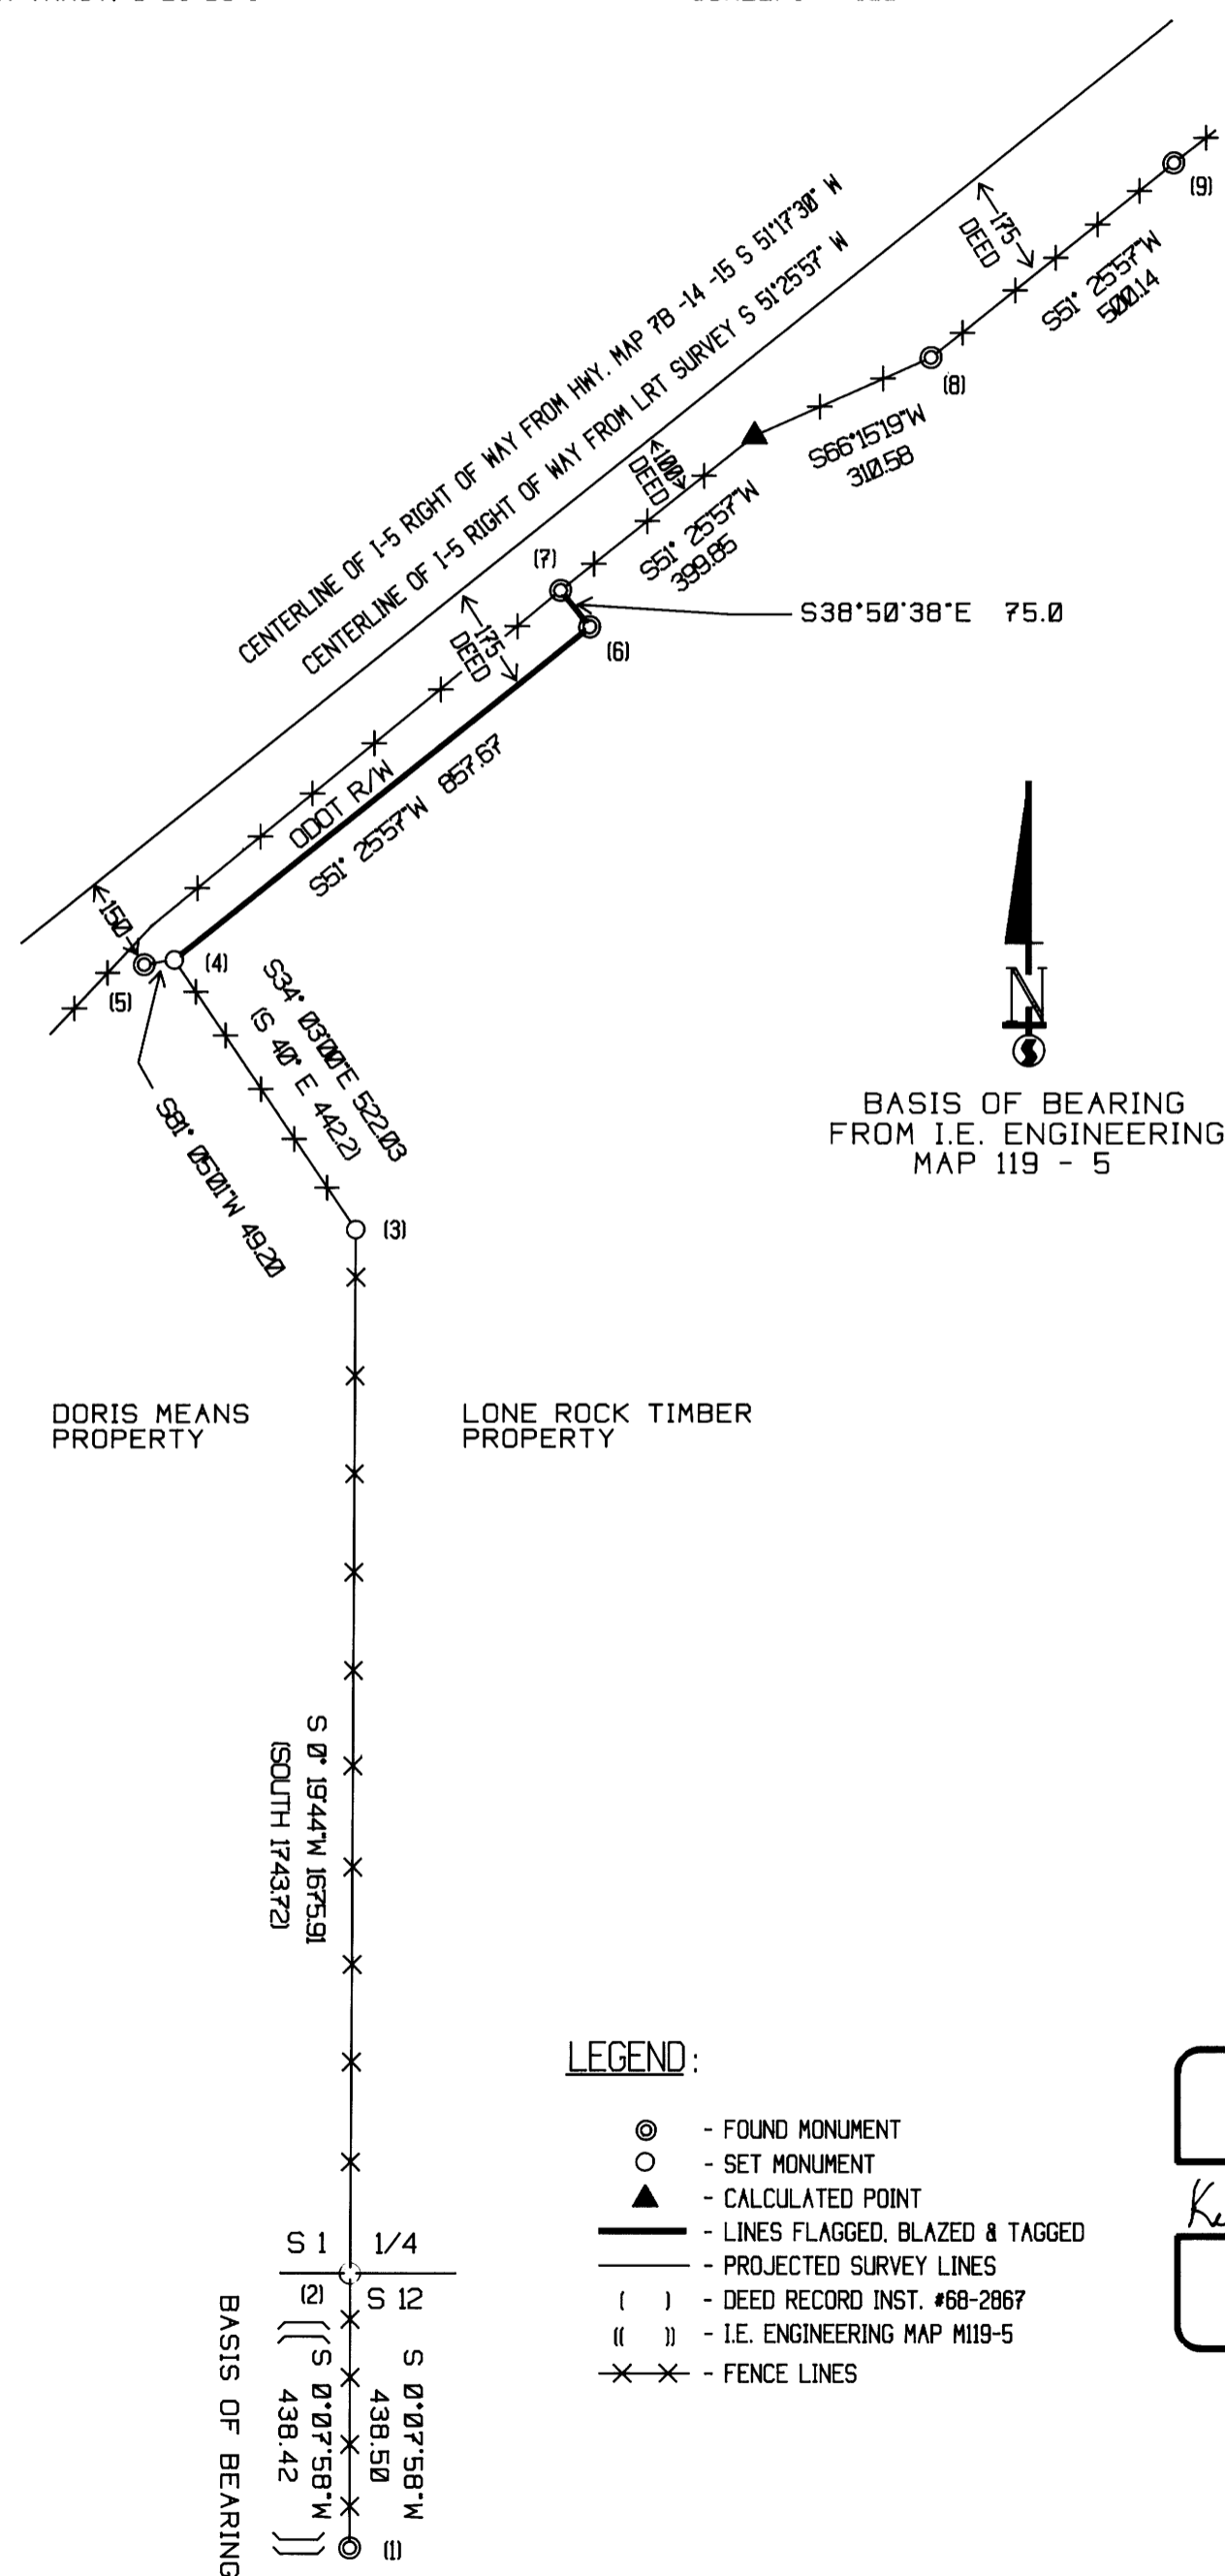 CENTERLINE OF I-5 RIGHT OF WAY FROM HWY. MAP 7B -14 -15 S 51°17'30" W
CENTERLINE OF I-5 RIGHT OF WAY FROM LRT SURVEY S 51°25'57" W
(9)
175
DEED
S51° 25'57"W
500.14
(8)
S66°15'19"W
310.58
100
DEED
S51° 25'57"W
399.85
(7)
S38°50'38"E 75.0
(6)
175
DEED
ODOT R/W
S51° 25'57"W 857.67
150
(4)
(5)
S34° 03'00"E 522.03
(S 40° E 442.2)
S81° 05'01"W 49.20
N
BASIS OF BEARING
FROM I.E. ENGINEERING
MAP 119 - 5
(3)
DORIS MEANS
PROPERTY
LONE ROCK TIMBER
PROPERTY
S 0° 19'44"W 1675.91
(SOUTH 1743.72)
LEGEND:
- FOUND MONUMENT
- SET MONUMENT
- CALCULATED POINT
- LINES FLAGGED, BLAZED & TAGGED
- PROJECTED SURVEY LINES
( ) - DEED RECORD INST. #68-2867
(( )) - I.E. ENGINEERING MAP M119-5
- FENCE LINES
S 1 1/4
(2) S 12
BASIS OF BEARING
((S 0°07'58"W
438.42))
S 0°07'58"W
438.50
(1)